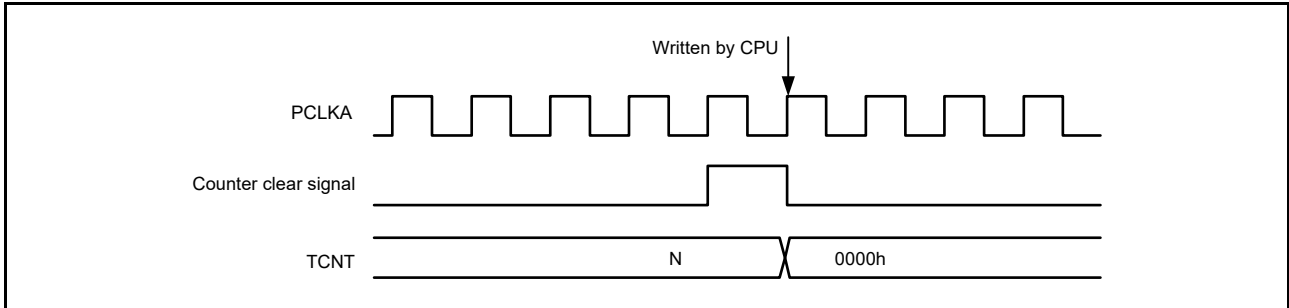 Written by CPU
PCLKA
Counter clear signal
TCNT
N
0000h